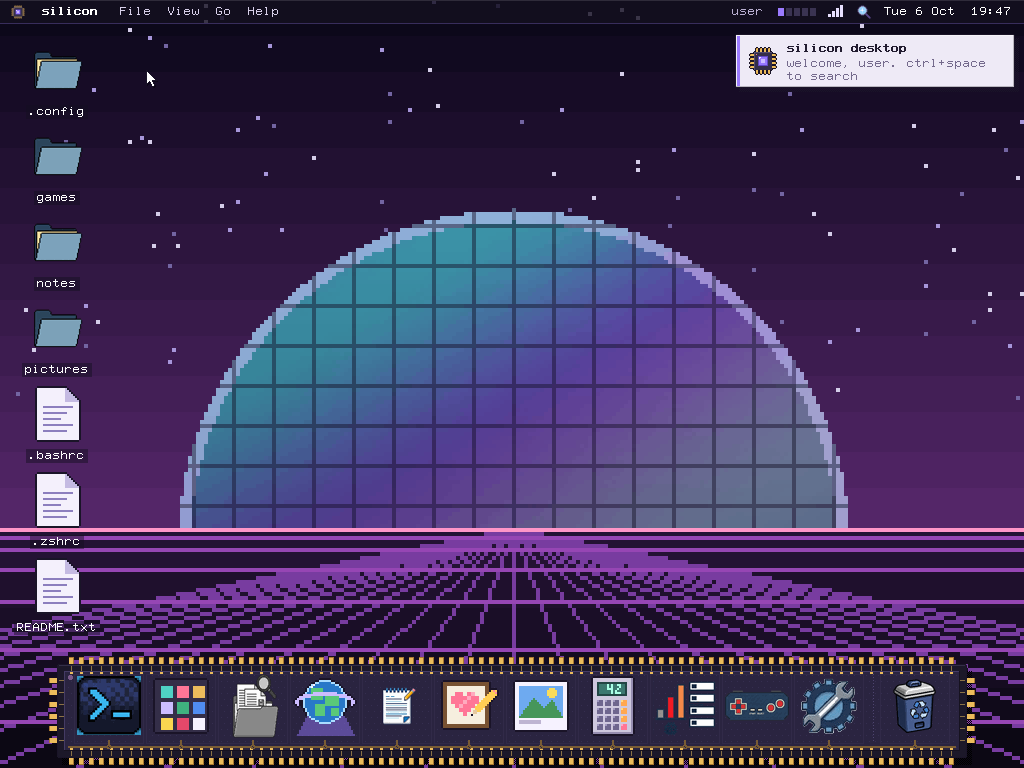 silicon File View Go Help user Tue 6 Oct 19:47
silicon desktop
welcome, user. ctrl+space
to search
.config
games
notes
pictures
.bashrc
.zshrc
README.txt
42